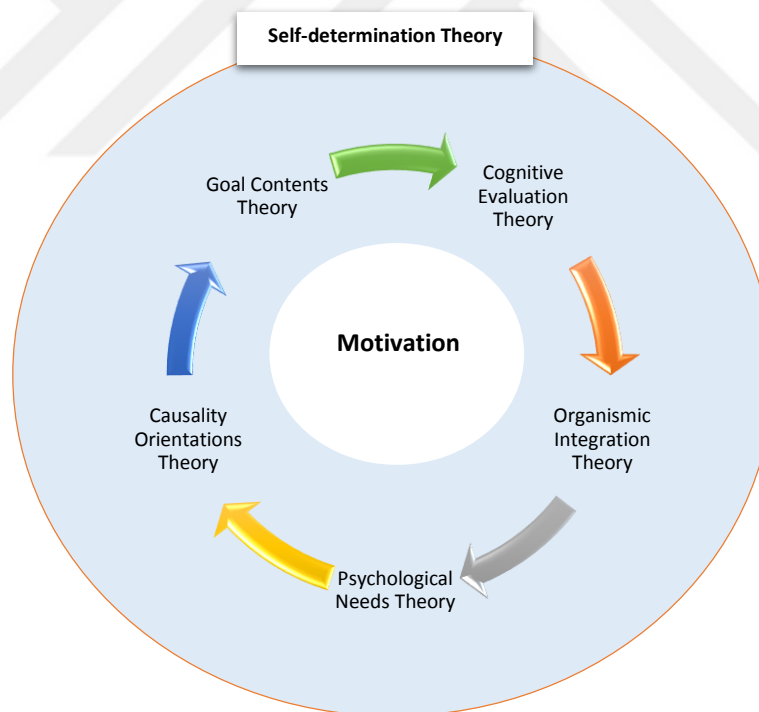 Self-determination Theory
Goal Contents
Theory
Cognitive
Evaluation
Theory
Motivation
Causality
Orientations
Theory
Organismic
Integration
Theory
Psychological
Needs Theory